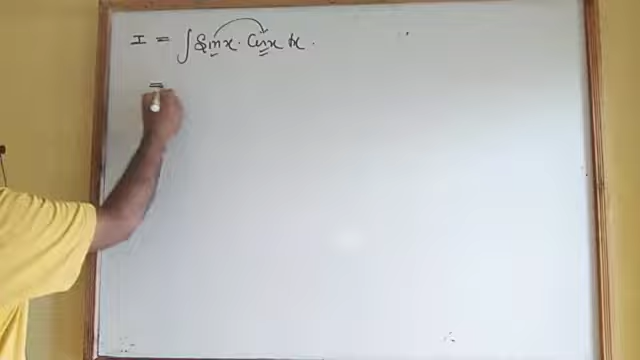 I = ∫ Sinx · Cosx dx .
=